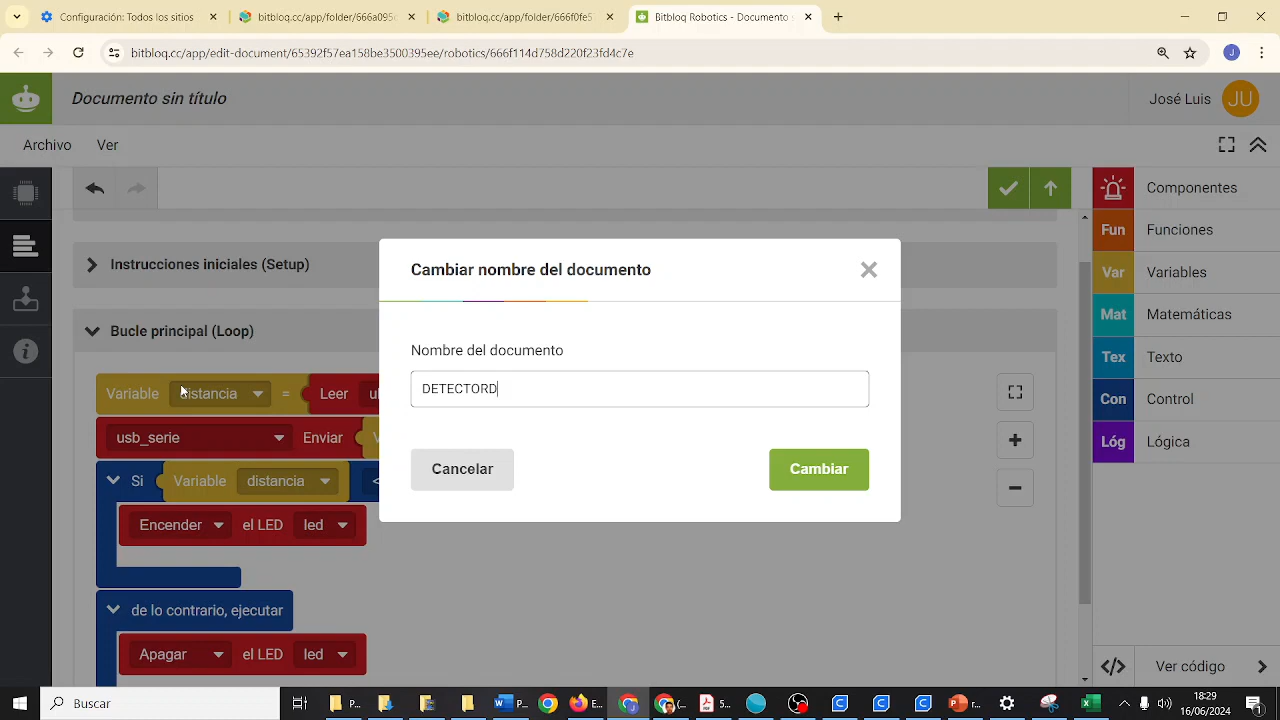 Configuración: Todos los sitios
bitbloq.cc/app/folder/666a095
bitbloq.cc/app/folder/666f0fe5
Bitbloq Robotics - Documento s
bitbloq.cc/app/edit-document/65392f57ea158be3500395ee/robotics/666f114d758d220f23fd4c7e
J
Documento sin título
José Luis
JU
Archivo
Ver
Componentes
Fun
Funciones
Var
Variables
Mat
Matemáticas
Tex
Texto
Con
Control
Lóg
Lógica
Instrucciones iniciales (Setup)
Bucle principal (Loop)
Variable
distancia
=
Leer
usb_serie
Enviar
Si
Variable
distancia
<
Encender
el LED
led
de lo contrario, ejecutar
Apagar
el LED
led
Cambiar nombre del documento
Nombre del documento
DETECTORD
Cancelar
Cambiar
</> Ver código
Buscar
18:29
16/06/2024